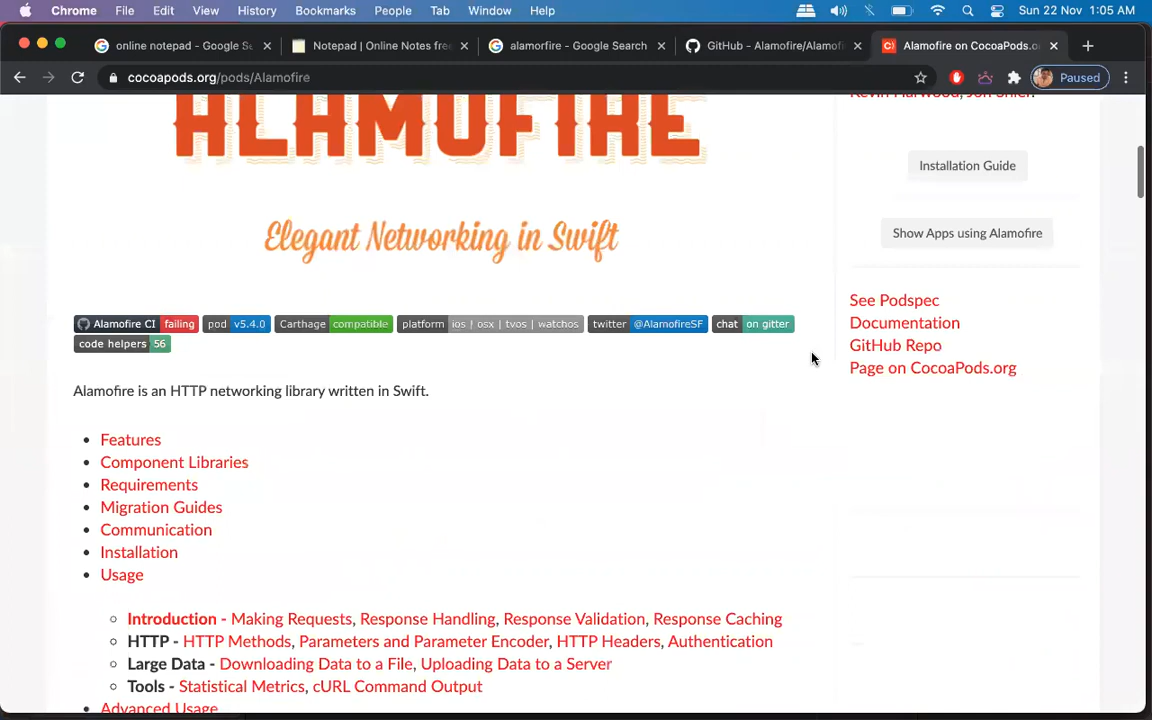 Chrome File Edit View History Bookmarks People Tab Window Help Sun 22 Nov 1:05 AM
online notepad - Google Se Notepad | Online Notes free alamorfire - Google Search GitHub - Alamofire/Alamofi Alamofire on CocoaPods.o
cocoapods.org/pods/Alamofire Paused
ALAMOFIRE
Elegant Networking in Swift
Installation Guide
Show Apps using Alamofire
See Podspec
Documentation
GitHub Repo
Page on CocoaPods.org
Alamofire CI failing pod v5.4.0 Carthage compatible platform ios | osx | tvos | watchos twitter @AlamofireSF chat on gitter
code helpers 56
Alamofire is an HTTP networking library written in Swift.
Features
Component Libraries
Requirements
Migration Guides
Communication
Installation
Usage
Introduction - Making Requests, Response Handling, Response Validation, Response Caching
HTTP - HTTP Methods, Parameters and Parameter Encoder, HTTP Headers, Authentication
Large Data - Downloading Data to a File, Uploading Data to a Server
Tools - Statistical Metrics, cURL Command Output
Advanced Usage